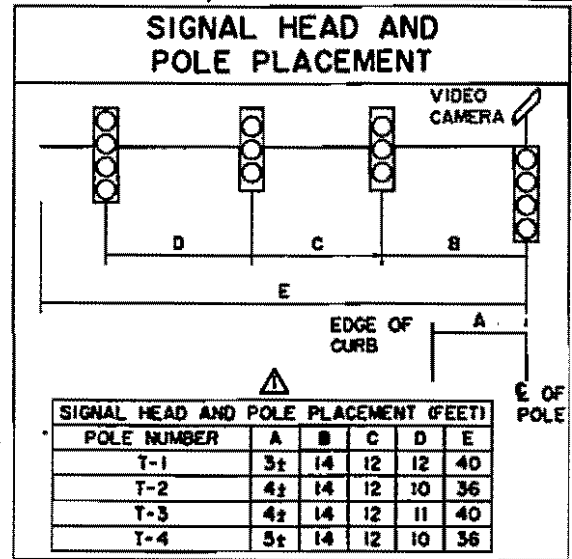 SIGNAL HEAD AND
POLE PLACEMENT
VIDEO
CAMERA
D C B
E
EDGE OF
CURB
A
℄ OF
POLE
1
SIGNAL HEAD AND POLE PLACEMENT (FEET)
POLE NUMBER A B C D E
T-1 3± 14 12 12 40
T-2 4± 14 12 10 36
T-3 4± 14 12 11 40
T-4 5± 14 12 10 36